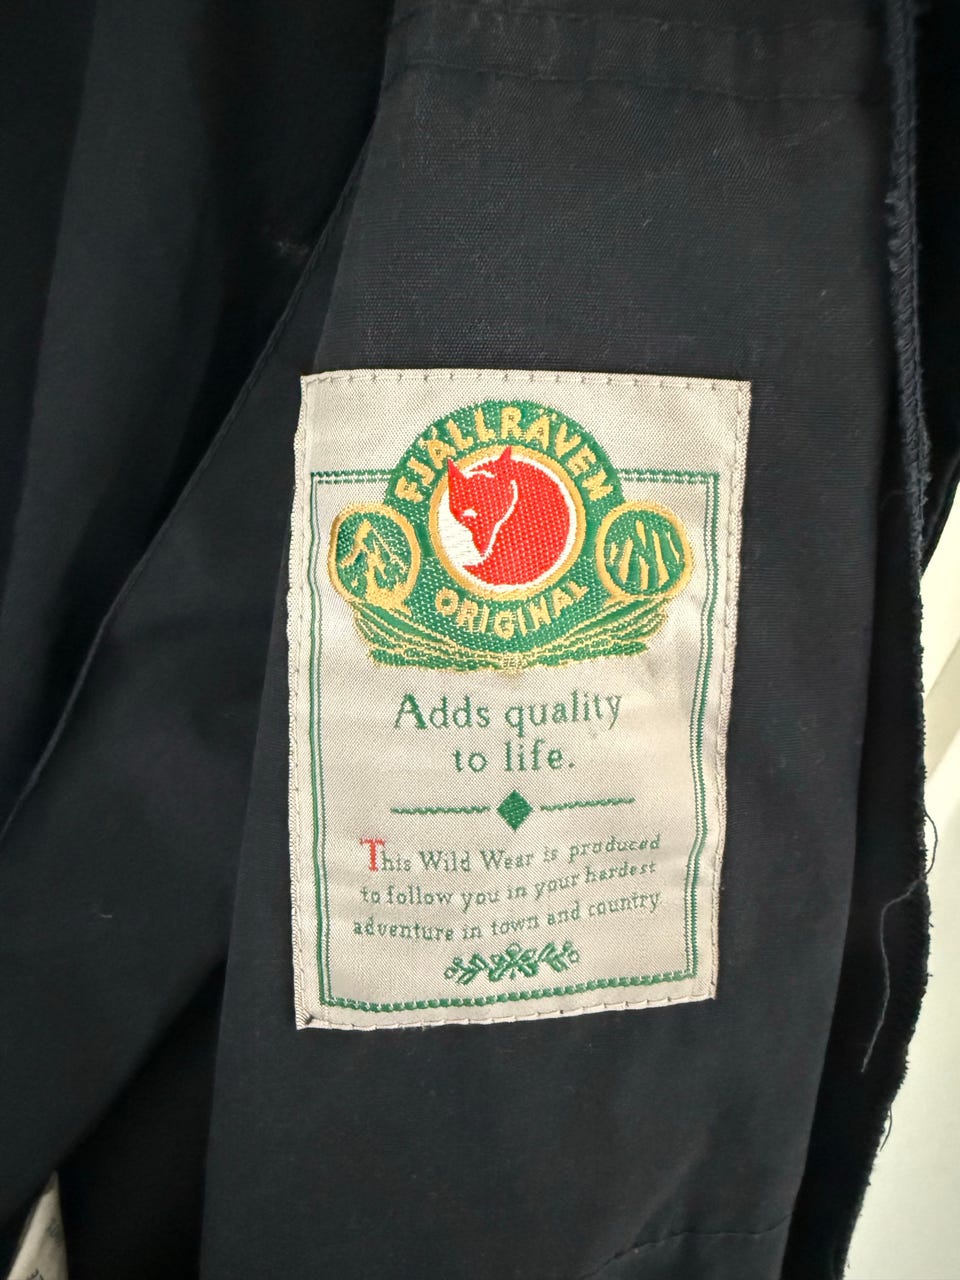 FJÄLLRÄVEN
ORIGINAL
Adds quality
to life.
This Wild Wear is produced
to follow you in your hardest
adventure in town and country